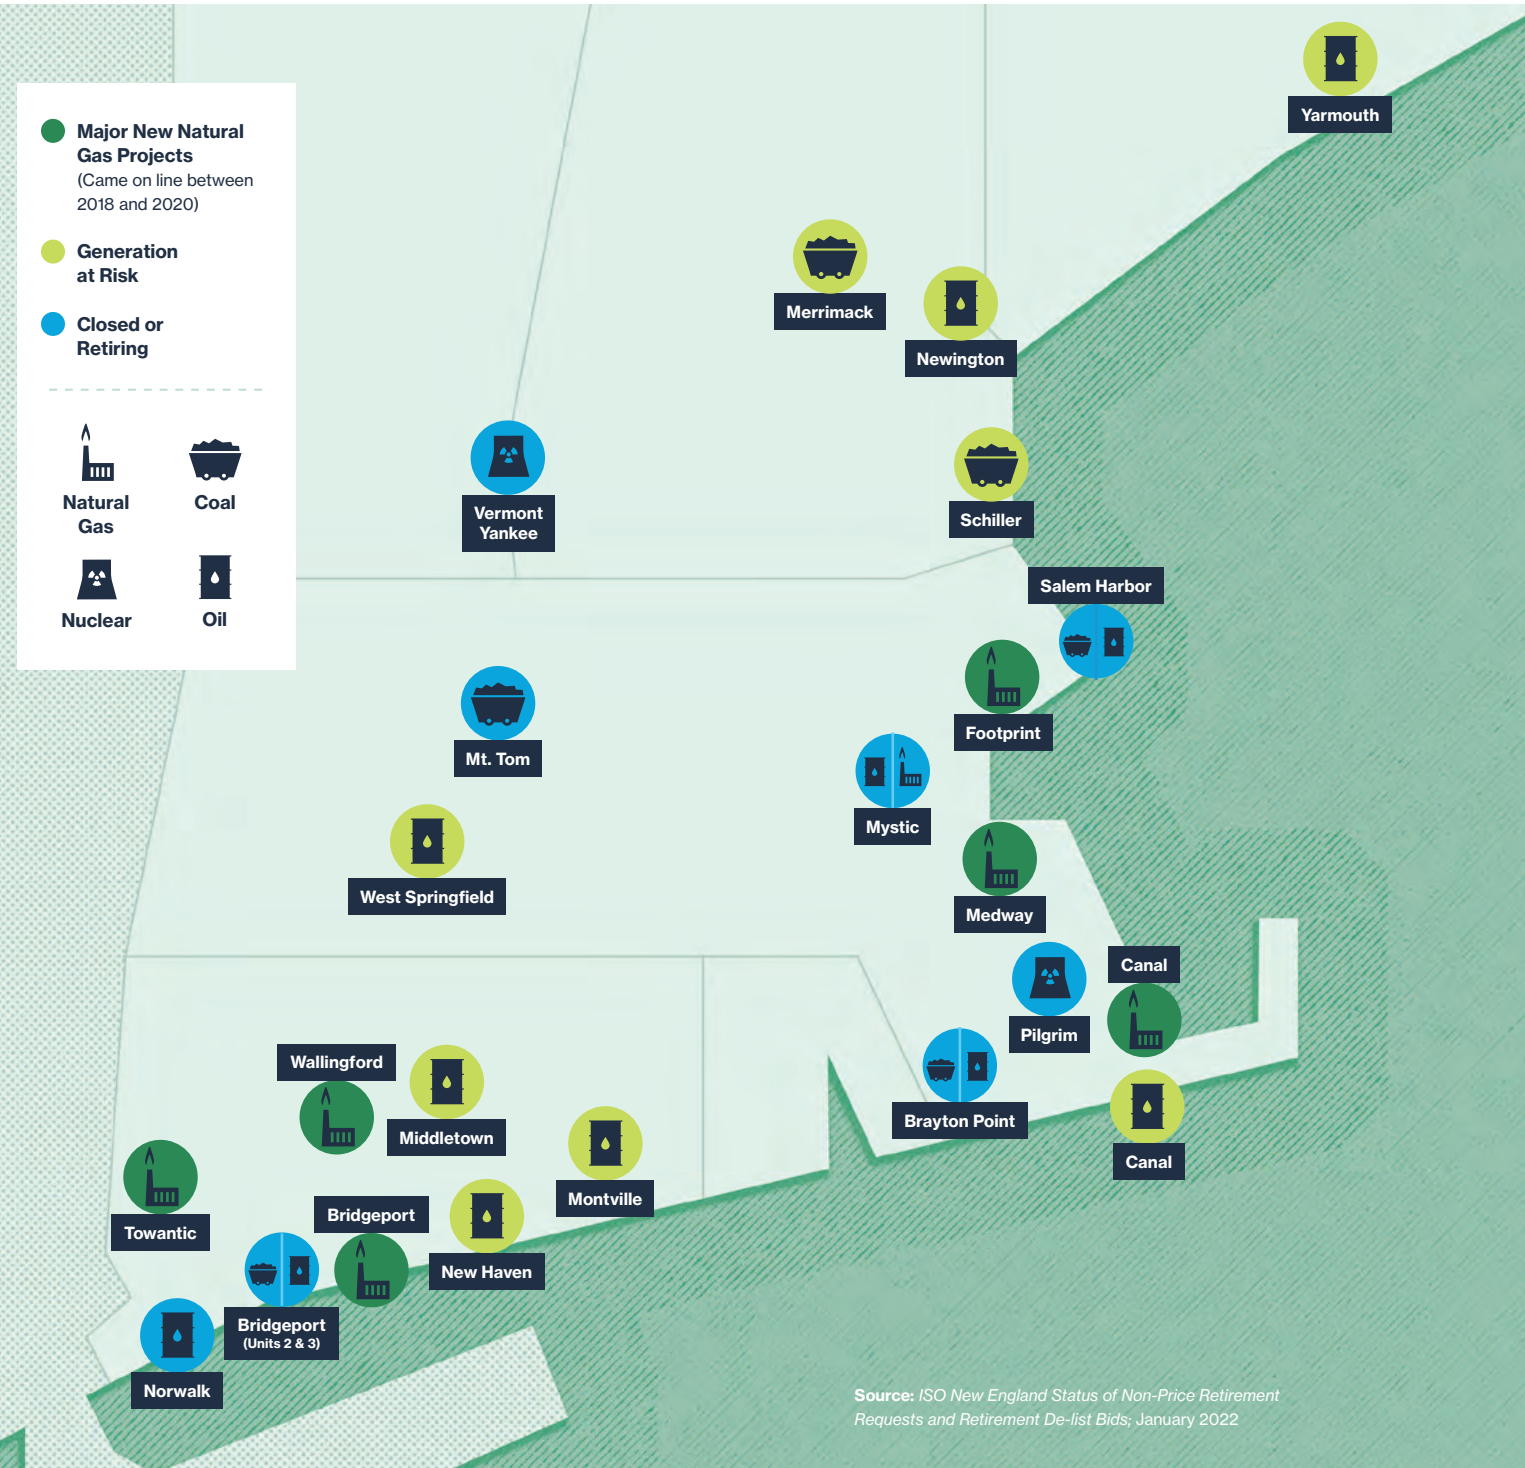 Major New Natural
Gas Projects
(Came on line between
2018 and 2020)
Generation
at Risk
Closed or
Retiring
Natural
Gas
Coal
Nuclear
Oil
Yarmouth
Merrimack
Newington
Vermont
Yankee
Schiller
Salem Harbor
Footprint
Mt. Tom
Mystic
West Springfield
Medway
Canal
Pilgrim
Wallingford
Brayton Point
Middletown
Canal
Montville
Bridgeport
Towantic
New Haven
Bridgeport
(Units 2 & 3)
Norwalk
Source: ISO New England Status of Non-Price Retirement
Requests and Retirement De-list Bids; January 2022